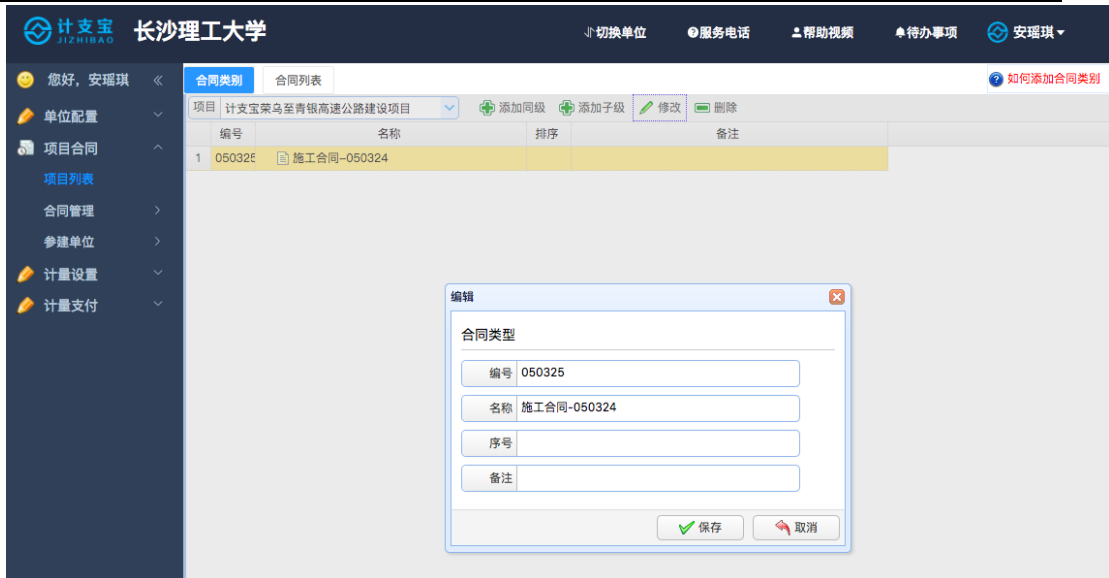 计支宝 JIZHIBAO 长沙理工大学 切换单位 服务电话 帮助视频 待办事项 安瑶琪
您好，安瑶琪
单位配置
项目合同
项目列表
合同管理
参建单位
计量设置
计量支付
合同类别 合同列表 如何添加合同类别
项目 计支宝荣乌至青银高速公路建设项目 添加同级 添加子级 修改 删除
编号 名称 排序 备注
1 050325 施工合同-050324
编辑
合同类型
编号 050325
名称 施工合同-050324
序号
备注
保存 取消